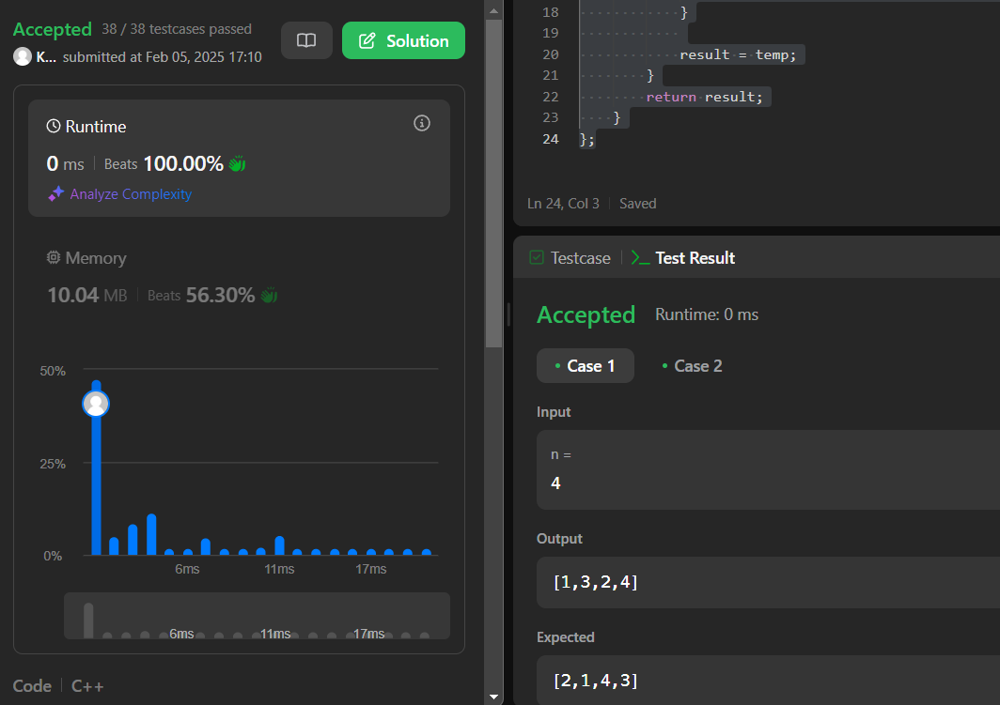 Accepted 38 / 38 testcases passed
K... submitted at Feb 05, 2025 17:10
Solution
Runtime
0 ms Beats 100.00%
Analyze Complexity
Memory
10.04 MB Beats 56.30%
50%
25%
0%
6ms 11ms 17ms
6ms 11ms 17ms
Code C++
18 }
19
20 result = temp;
21 }
22 return result;
23 }
24 };
Ln 24, Col 3 Saved
Testcase >_ Test Result
Accepted Runtime: 0 ms
• Case 1 • Case 2
Input
n =
4
Output
[1,3,2,4]
Expected
[2,1,4,3]